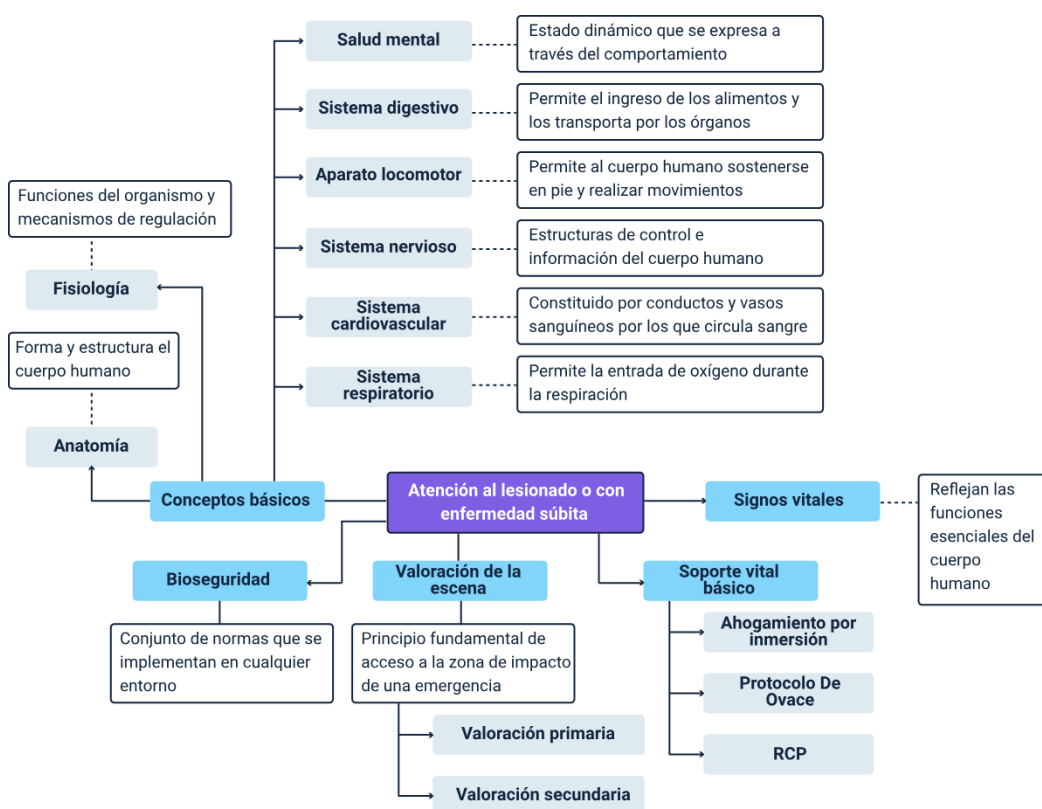 Salud mental
Estado dinámico que se expresa a
través del comportamiento
Sistema digestivo
Permite el ingreso de los alimentos y
los transporta por los órganos
Aparato locomotor
Permite al cuerpo humano sostenerse
en pie y realizar movimientos
Funciones del organismo y
mecanismos de regulación
Sistema nervioso
Estructuras de control e
información del cuerpo humano
Fisiología
Sistema
cardiovascular
Constituido por conductos y vasos
sanguíneos por los que circula sangre
Forma y estructura el
cuerpo humano
Sistema
respiratorio
Permite la entrada de oxígeno durante
la respiración
Anatomía
Conceptos básicos
Atención al lesionado o con
enfermedad súbita
Signos vitales
Reflejan las
funciones
esenciales del
cuerpo
humano
Bioseguridad
Valoración de la
escena
Soporte vital
básico
Conjunto de normas que se
implementan en cualquier
entorno
Principio fundamental de
acceso a la zona de impacto
de una emergencia
Ahogamiento por
inmersión
Protocolo De
Ovace
Valoración primaria
RCP
Valoración secundaria